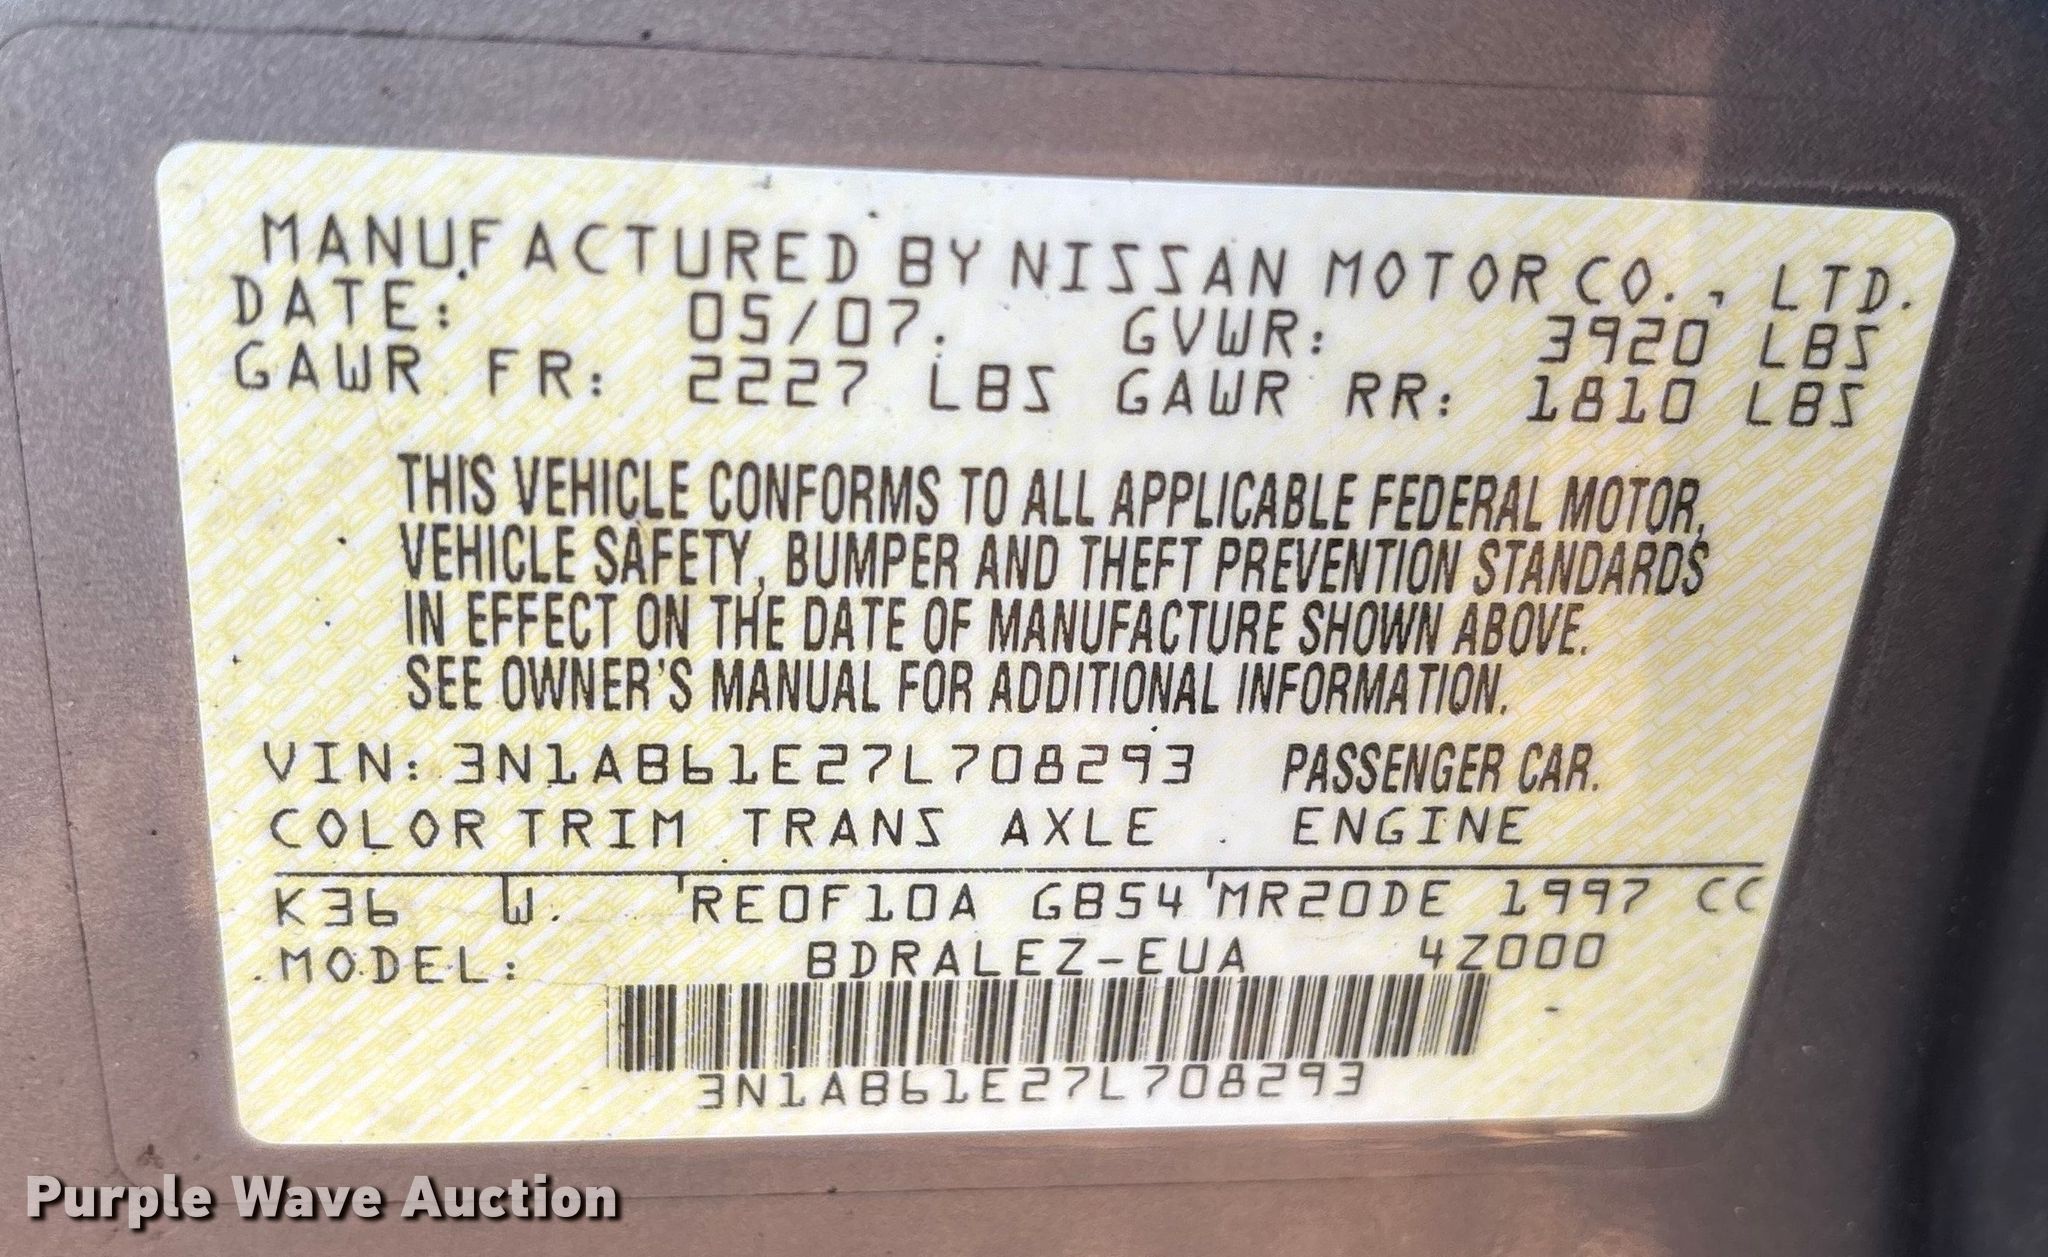 MANUFACTURED BY NISSAN MOTOR CO., LTD.
DATE: 05/07. GVWR: 3920 LBS
GAWR FR: 2227 LBS GAWR RR: 1810 LBS
THIS VEHICLE CONFORMS TO ALL APPLICABLE FEDERAL MOTOR,
VEHICLE SAFETY, BUMPER AND THEFT PREVENTION STANDARDS
IN EFFECT ON THE DATE OF MANUFACTURE SHOWN ABOVE.
SEE OWNER'S MANUAL FOR ADDITIONAL INFORMATION.
VIN: 3N1AB61E27L708293 PASSENGER CAR.
COLOR TRIM TRANS AXLE ENGINE
K36 W. RE0F10A GB54 MR20DE 1997 CC
MODEL: BDRALEZ-EUA 4Z000
3N1AB61E27L708293
Purple Wave Auction